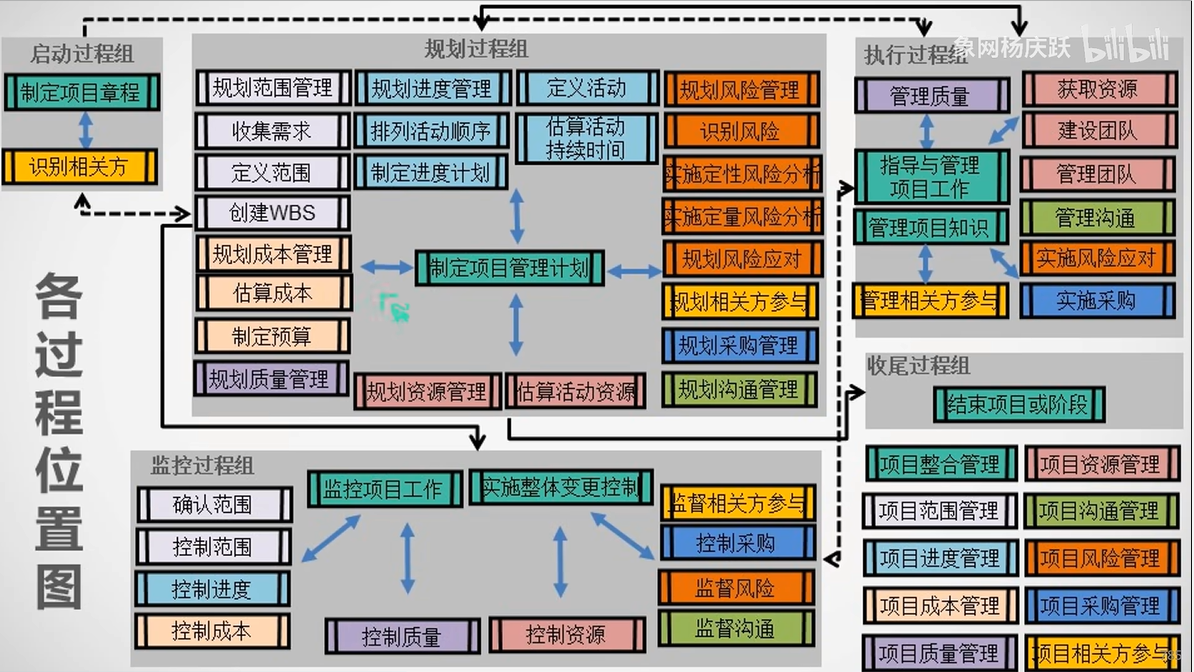 启动过程组
制定项目章程
识别相关方
各过程位置图
规划过程组
规划范围管理
规划进度管理
定义活动
规划风险管理
收集需求
排列活动顺序
估算活动
持续时间
识别风险
定义范围
制定进度计划
实施定性风险分析
创建WBS
实施定量风险分析
规划成本管理
制定项目管理计划
规划风险应对
估算成本
规划相关方参与
制定预算
规划采购管理
规划质量管理
规划资源管理
估算活动资源
规划沟通管理
执行过程组
象网杨庆跃
bilibili
管理质量
获取资源
建设团队
指导与管理
项目工作
管理团队
管理项目知识
管理沟通
实施风险应对
管理相关方参与
实施采购
收尾过程组
结束项目或阶段
监控过程组
监控项目工作
实施整体变更控制
确认范围
监督相关方参与
控制范围
控制采购
控制进度
监督风险
控制成本
控制质量
控制资源
监督沟通
项目整合管理
项目资源管理
项目范围管理
项目沟通管理
项目进度管理
项目风险管理
项目成本管理
项目采购管理
项目质量管理
项目相关方参与